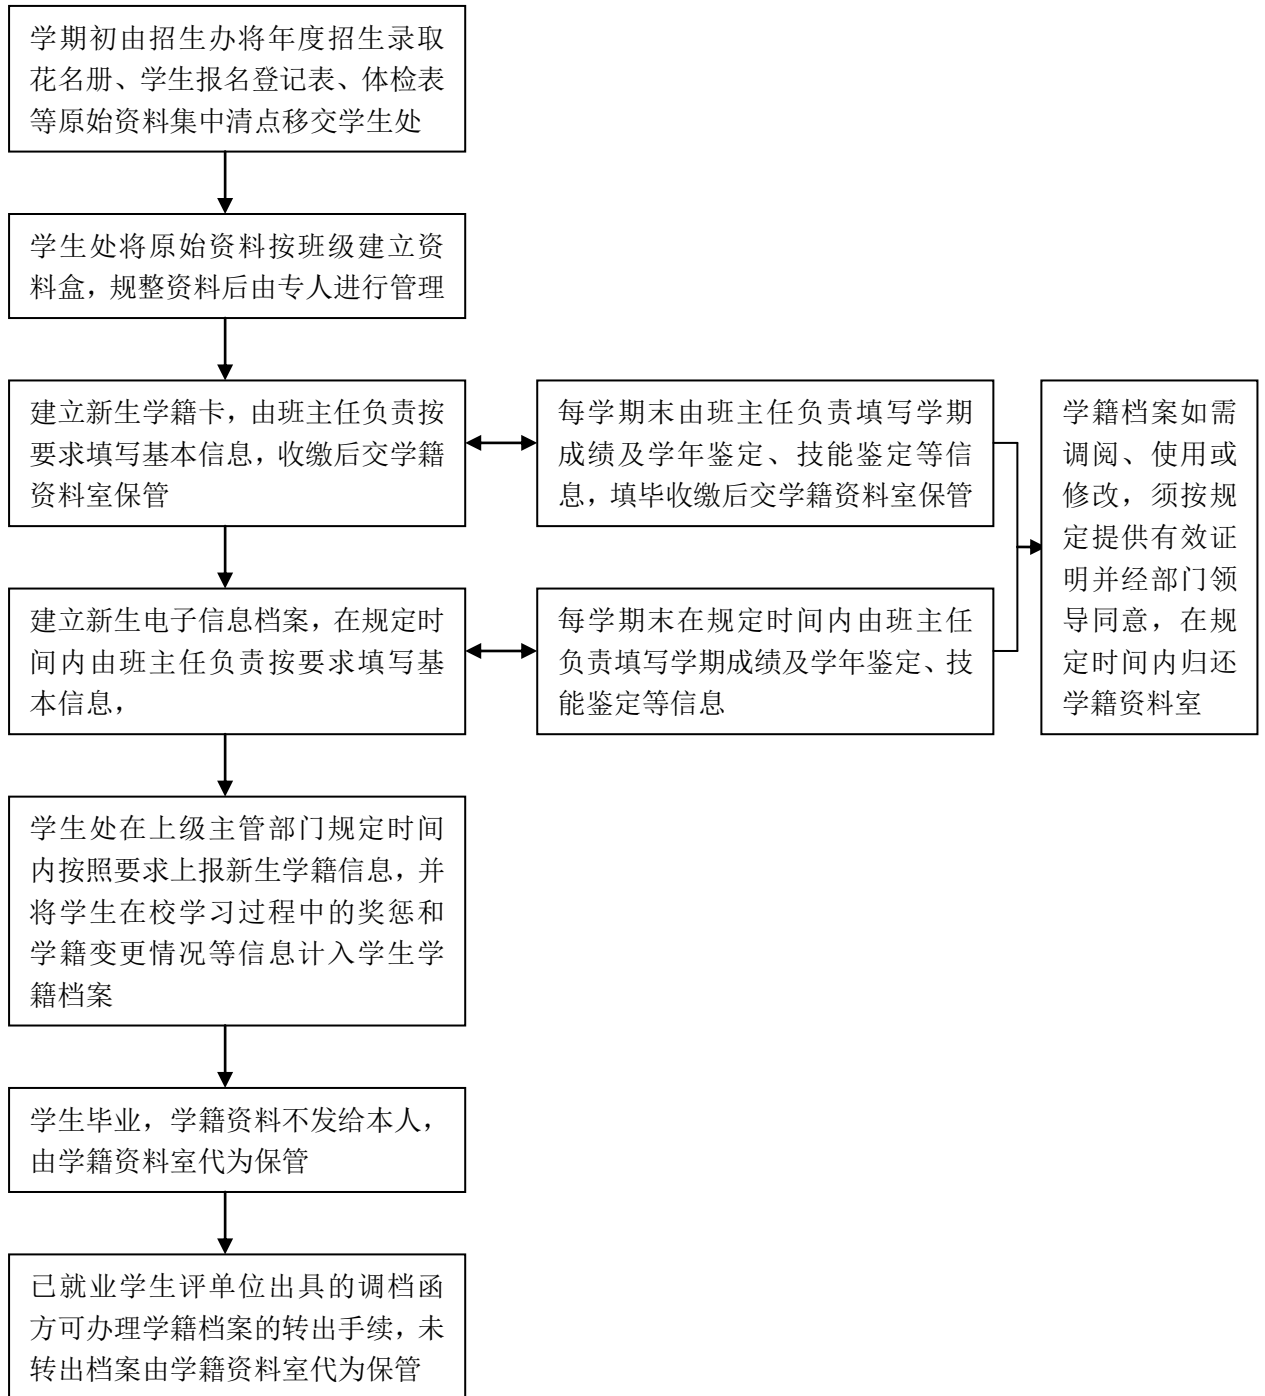 学期初由招生办将年度招生录取
花名册、学生报名登记表、体检表
等原始资料集中清点移交学生处
学生处将原始资料按班级建立资
料盒，规整资料后由专人进行管理
建立新生学籍卡，由班主任负责按
要求填写基本信息，收缴后交学籍
资料室保管
每学期末由班主任负责填写学期
成绩及学年鉴定、技能鉴定等信
息，填毕收缴后交学籍资料室保管
学籍档案如需
调阅、使用或
修改，须按规
定提供有效证
明并经部门领
导同意，在规
定时间内归还
学籍资料室
建立新生电子信息档案，在规定时
间内由班主任负责按要求填写基
本信息，
每学期末在规定时间内由班主任
负责填写学期成绩及学年鉴定、技
能鉴定等信息
学生处在上级主管部门规定时间
内按照要求上报新生学籍信息，并
将学生在校学习过程中的奖惩和
学籍变更情况等信息计入学生学
籍档案
学生毕业，学籍资料不发给本人，
由学籍资料室代为保管
已就业学生评单位出具的调档函
方可办理学籍档案的转出手续，未
转出档案由学籍资料室代为保管